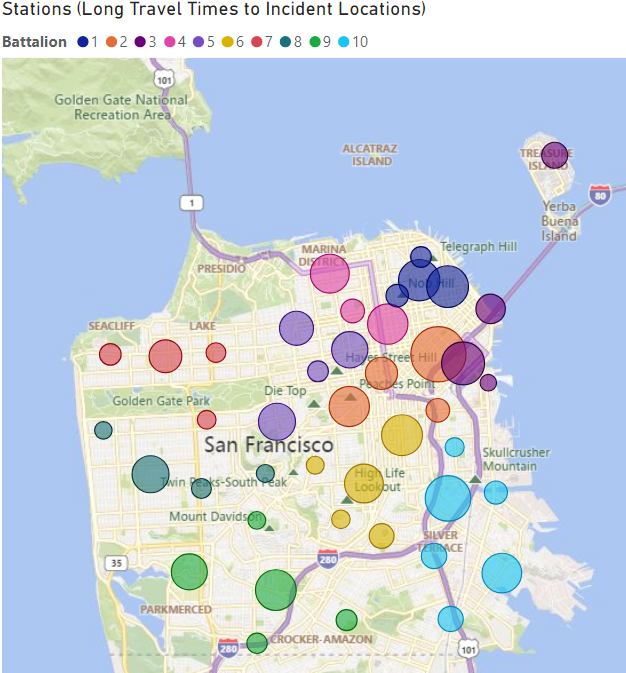 Stations (Long Travel Times to Incident Locations)
Battalion 1 2 3 4 5 6 7 8 9 10
101
Golden Gate National
Recreation Area
ALCATRAZ
ISLAND
TREASURE
ISLAND
80
1
Yerba
Buena
Island
MARINA
DISTRICT
Telegraph Hill
PRESIDIO
Nob Hill
SEACLIFF
LAKE
Hayes Street Hill
Peaches Point
Die Top
Golden Gate Park
San Francisco
Skullcrusher
Mountain
Twin Peaks-South Peak
High Life
Lookout
Mount Davidson
SILVER
TERRACE
35
280
PARKMERCED
CROCKER-AMAZON
280
101